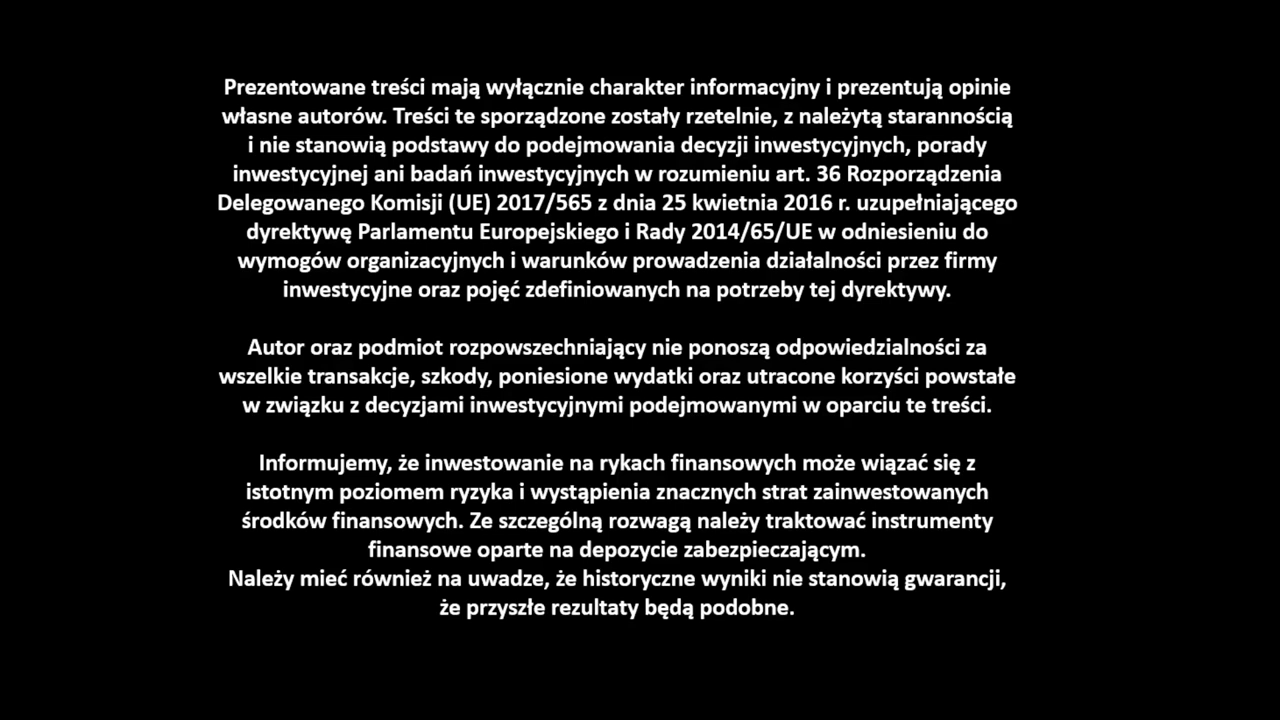 Prezentowane treści mają wyłącznie charakter informacyjny i prezentują opinie
własne autorów. Treści te sporządzone zostały rzetelnie, z należytą starannością
i nie stanowią podstawy do podejmowania decyzji inwestycyjnych, porady
inwestycyjnej ani badań inwestycyjnych w rozumieniu art. 36 Rozporządzenia
Delegowanego Komisji (UE) 2017/565 z dnia 25 kwietnia 2016 r. uzupełniającego
dyrektywę Parlamentu Europejskiego i Rady 2014/65/UE w odniesieniu do
wymogów organizacyjnych i warunków prowadzenia działalności przez firmy
inwestycyjne oraz pojęć zdefiniowanych na potrzeby tej dyrektywy.
Autor oraz podmiot rozpowszechniający nie ponoszą odpowiedzialności za
wszelkie transakcje, szkody, poniesione wydatki oraz utracone korzyści powstałe
w związku z decyzjami inwestycyjnymi podejmowanymi w oparciu te treści.
Informujemy, że inwestowanie na rykach finansowych może wiązać się z
istotnym poziomem ryzyka i wystąpienia znacznych strat zainwestowanych
środków finansowych. Ze szczególną rozwagą należy traktować instrumenty
finansowe oparte na depozycie zabezpieczającym.
Należy mieć również na uwadze, że historyczne wyniki nie stanowią gwarancji,
że przyszłe rezultaty będą podobne.